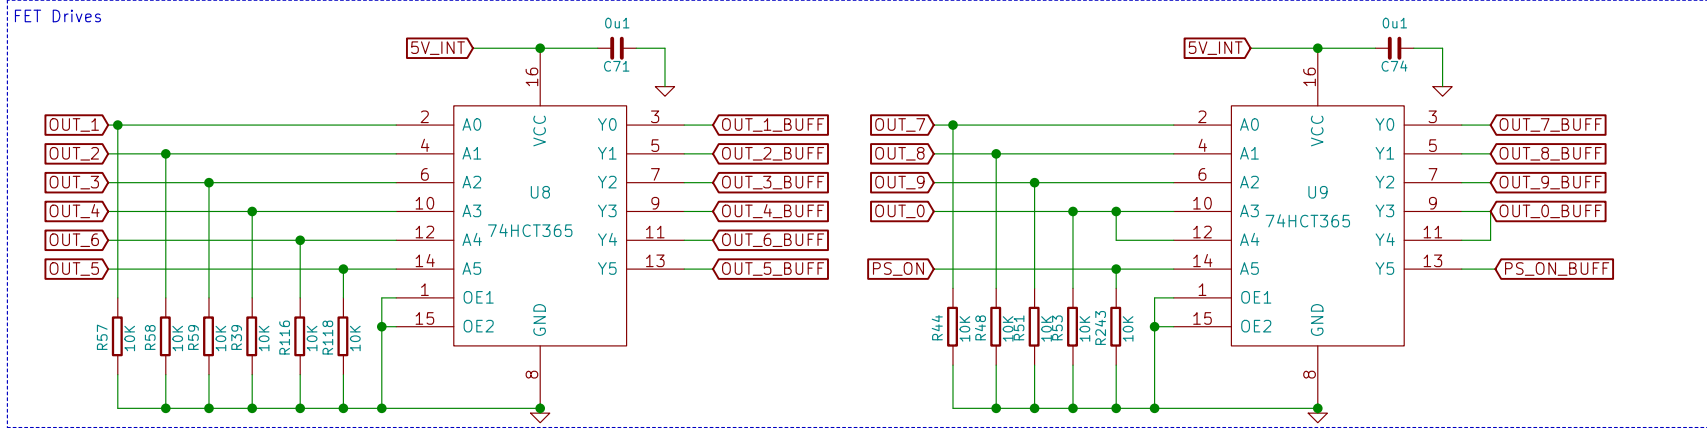 FET Drives
0u1
5V_INT
C71
16
OUT_1
2
A0
VCC
Y0
3
OUT_1_BUFF
OUT_2
4
A1
Y1
5
OUT_2_BUFF
OUT_3
6
A2
U8
Y2
7
OUT_3_BUFF
OUT_4
10
A3
74HCT365
Y3
9
OUT_4_BUFF
OUT_6
12
A4
Y4
11
OUT_6_BUFF
OUT_5
14
A5
Y5
13
OUT_5_BUFF
1
OE1
15
OE2
GND
8
R57
10K
R58
10K
R59
10K
R39
10K
R116
10K
R118
10K
0u1
5V_INT
C74
16
OUT_7
2
A0
VCC
Y0
3
OUT_7_BUFF
OUT_8
4
A1
Y1
5
OUT_8_BUFF
OUT_9
6
A2
U9
Y2
7
OUT_9_BUFF
OUT_0
10
A3
74HCT365
Y3
9
OUT_0_BUFF
12
A4
Y4
11
PS_ON
14
A5
Y5
13
PS_ON_BUFF
1
OE1
15
OE2
GND
8
R44
10K
R48
10K
R51
10K
R53
10K
R243
10K